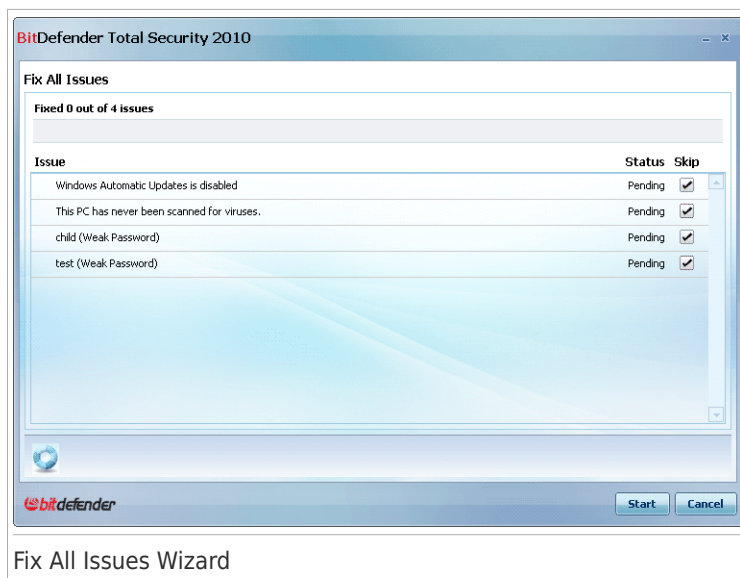 BitDefender Total Security 2010
Fix All Issues
Fixed 0 out of 4 issues
Issue Status Skip
Windows Automatic Updates is disabled Pending
This PC has never been scanned for viruses. Pending
child (Weak Password) Pending
test (Weak Password) Pending
bitdefender Start Cancel
Fix All Issues Wizard